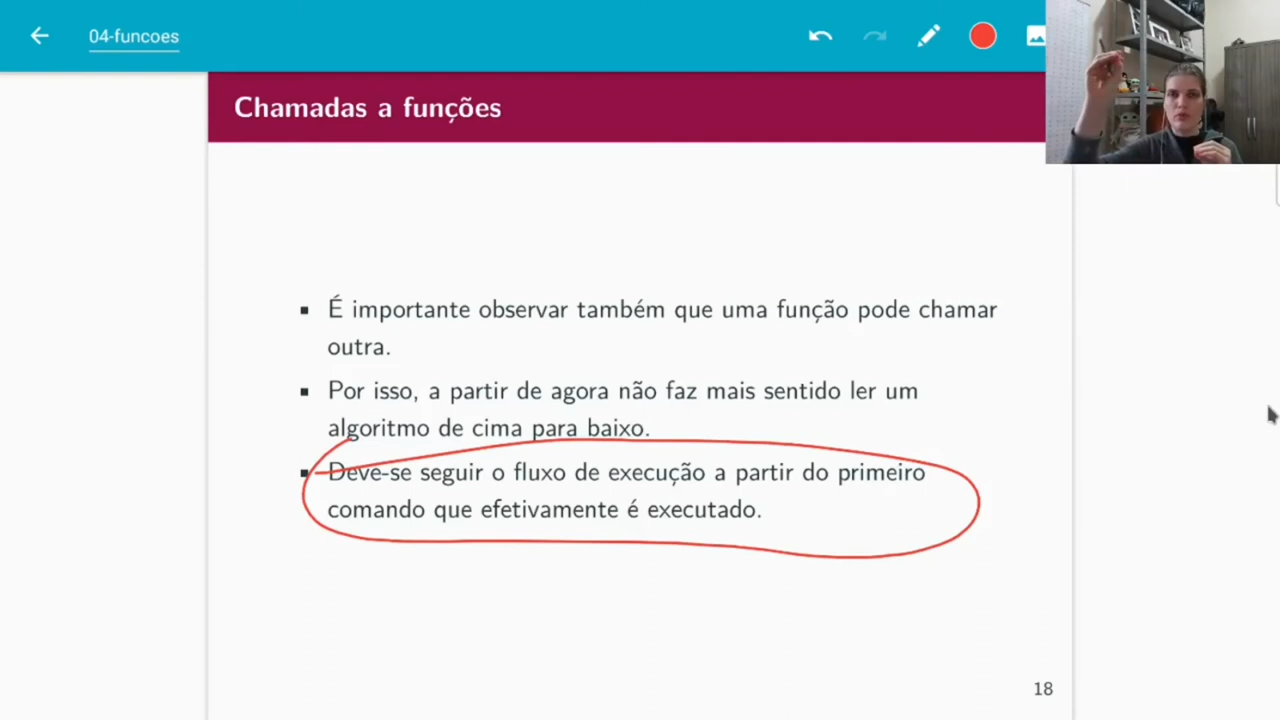 04-funcoes
Chamadas a funções
É importante observar também que uma função pode chamar
outra.
Por isso, a partir de agora não faz mais sentido ler um
algoritmo de cima para baixo.
Deve-se seguir o fluxo de execução a partir do primeiro
comando que efetivamente é executado.
18